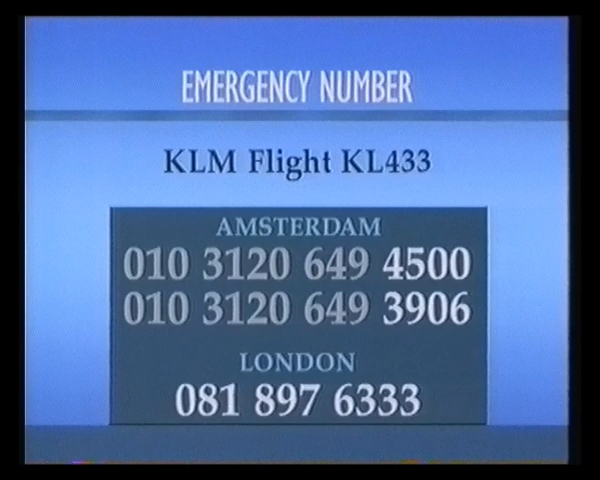 EMERGENCY NUMBER
KLM Flight KL433
AMSTERDAM
010 3120 649 4500
010 3120 649 3906
LONDON
081 897 6333